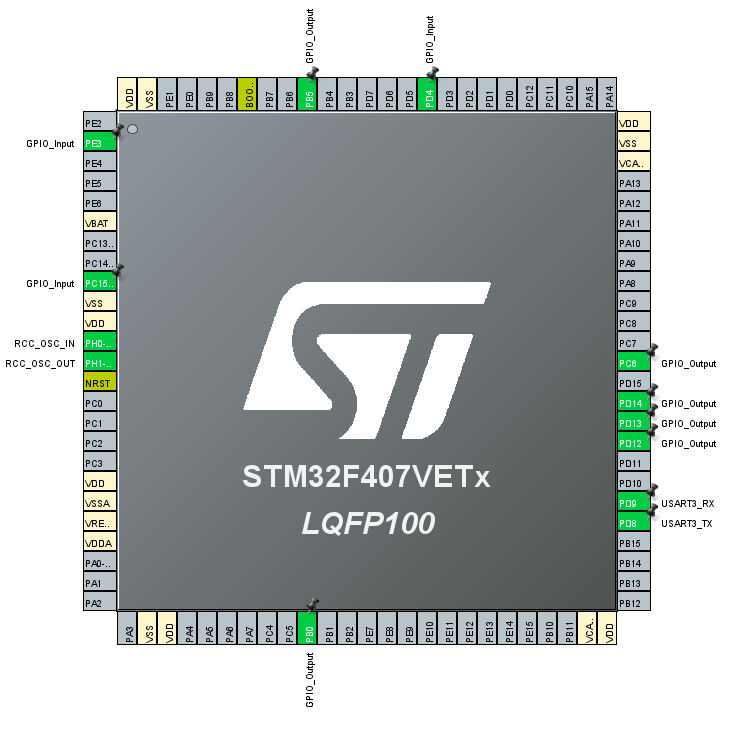 GPIO_Output
GPIO_Input
VDD
VSS
PE1
PE0
PB9
PB8
BOO..
PB7
PB6
PB5
PB4
PB3
PD7
PD6
PD5
PD4
PD3
PD2
PD1
PD0
PC12
PC11
PC10
PA15
PA14
PE2
GPIO_Input
PE3
PE4
PE5
PE6
VBAT
PC13..
PC14..
GPIO_Input
PC15..
VSS
VDD
RCC_OSC_IN
PH0-..
RCC_OSC_OUT
PH1-..
NRST
PC0
PC1
PC2
PC3
VDD
VSSA
VRE..
VDDA
PA0-..
PA1
PA2
ST
STM32F407VETx
LQFP100
VDD
VSS
VCA..
PA13
PA12
PA11
PA10
PA9
PA8
PC9
PC8
PC7
PC6
GPIO_Output
PD15
PD14
GPIO_Output
PD13
GPIO_Output
PD12
GPIO_Output
PD11
PD10
PD9
USART3_RX
PD8
USART3_TX
PB15
PB14
PB13
PB12
PA3
VSS
VDD
PA4
PA5
PA6
PA7
PC4
PC5
PB0
PB1
PB2
PE7
PE8
PE9
PE10
PE11
PE12
PE13
PE14
PE15
PB10
PB11
VCA..
VDD
GPIO_Output